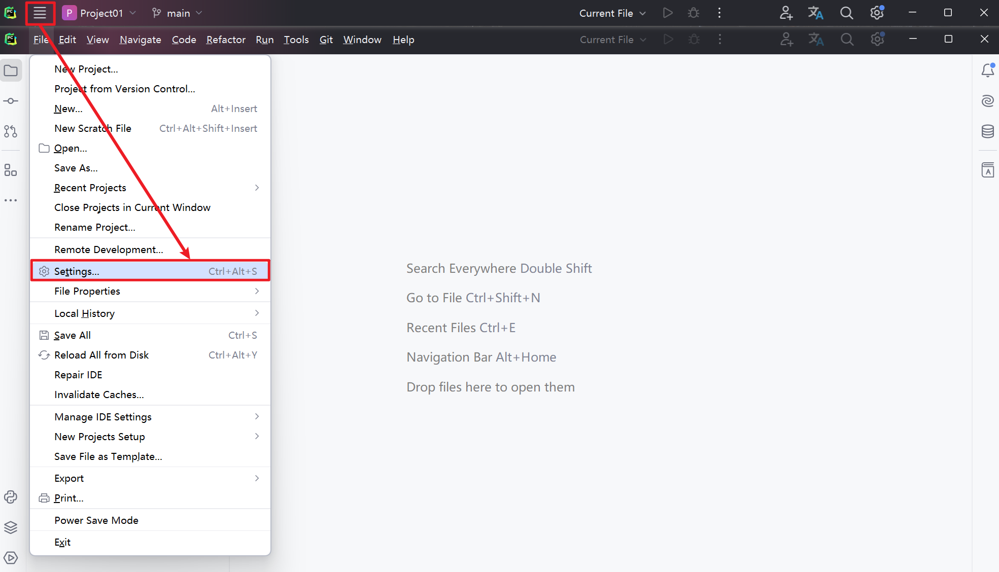 P Project01 main Current File
File Edit View Navigate Code Refactor Run Tools Git Window Help Current File
New Project...
Project from Version Control...
New... Alt+Insert
New Scratch File Ctrl+Alt+Shift+Insert
Open...
Save As...
Recent Projects
Close Projects in Current Window
Rename Project...
Remote Development...
Settings... Ctrl+Alt+S
File Properties
Local History
Save All Ctrl+S
Reload All from Disk Ctrl+Alt+Y
Repair IDE
Invalidate Caches...
Manage IDE Settings
New Projects Setup
Save File as Template...
Export
Print...
Power Save Mode
Exit
Search Everywhere Double Shift
Go to File Ctrl+Shift+N
Recent Files Ctrl+E
Navigation Bar Alt+Home
Drop files here to open them